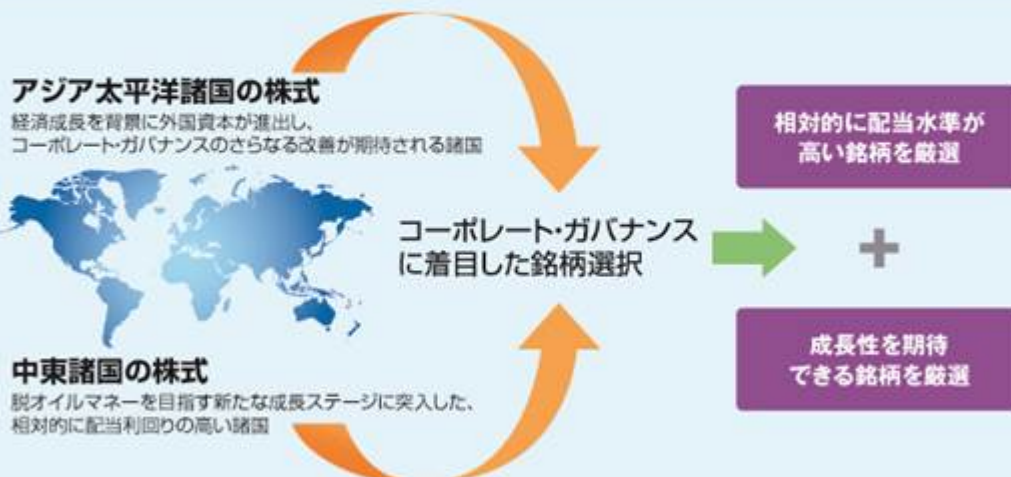 アジア太平洋諸国の株式
経済成長を背景に外国資本が進出し、
コーポレート・ガバナンスのさらなる改善が期待される諸国
コーポレート・ガバナンス
に着目した銘柄選択
中東諸国の株式
脱オイルマネーを目指す新たな成長ステージに突入した、
相対的に配当利回りの高い諸国
相対的に配当水準が
高い銘柄を厳選
+
成長性を期待
できる銘柄を厳選